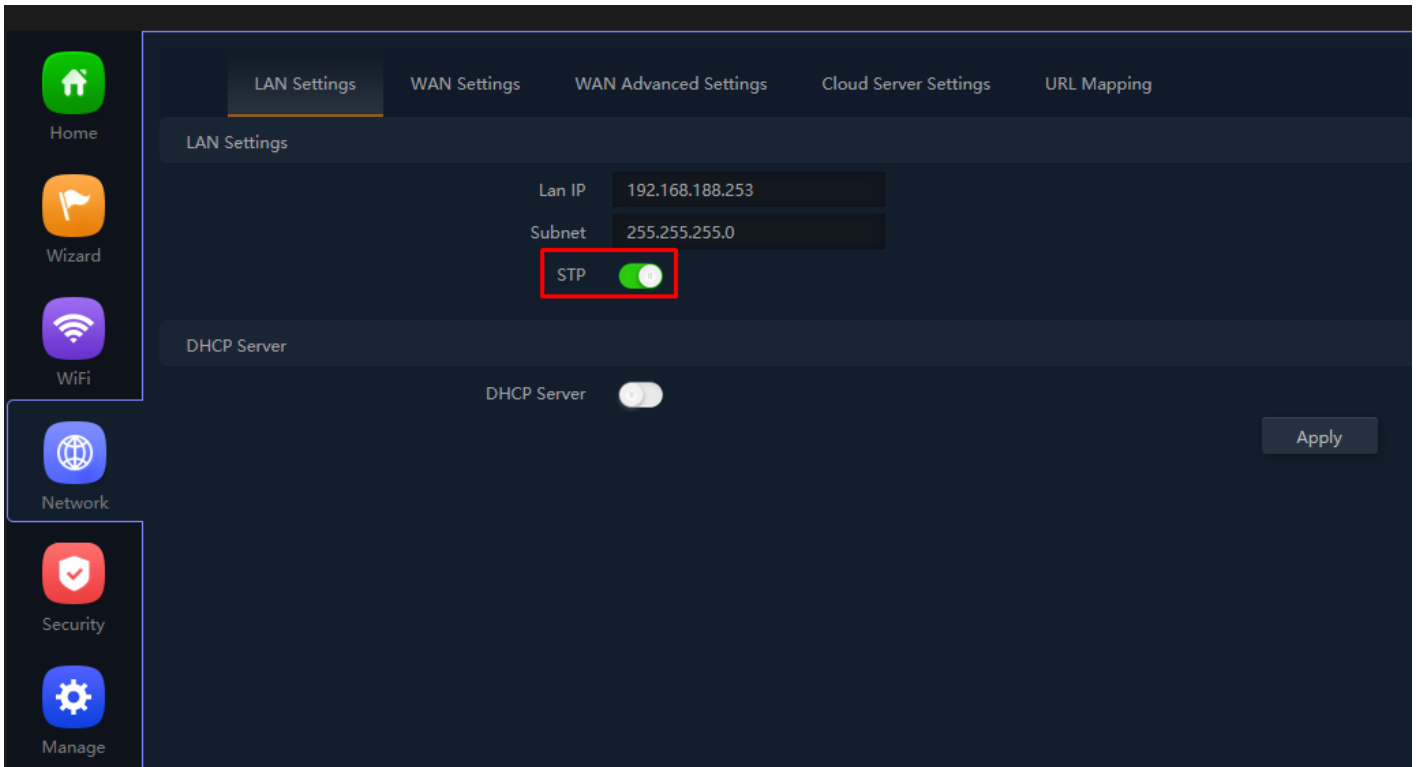 LAN Settings WAN Settings WAN Advanced Settings Cloud Server Settings URL Mapping
Home
LAN Settings
Lan IP 192.168.188.253
Subnet 255.255.255.0
Wizard
STP
DHCP Server
WiFi
DHCP Server
Apply
Network
Security
Manage